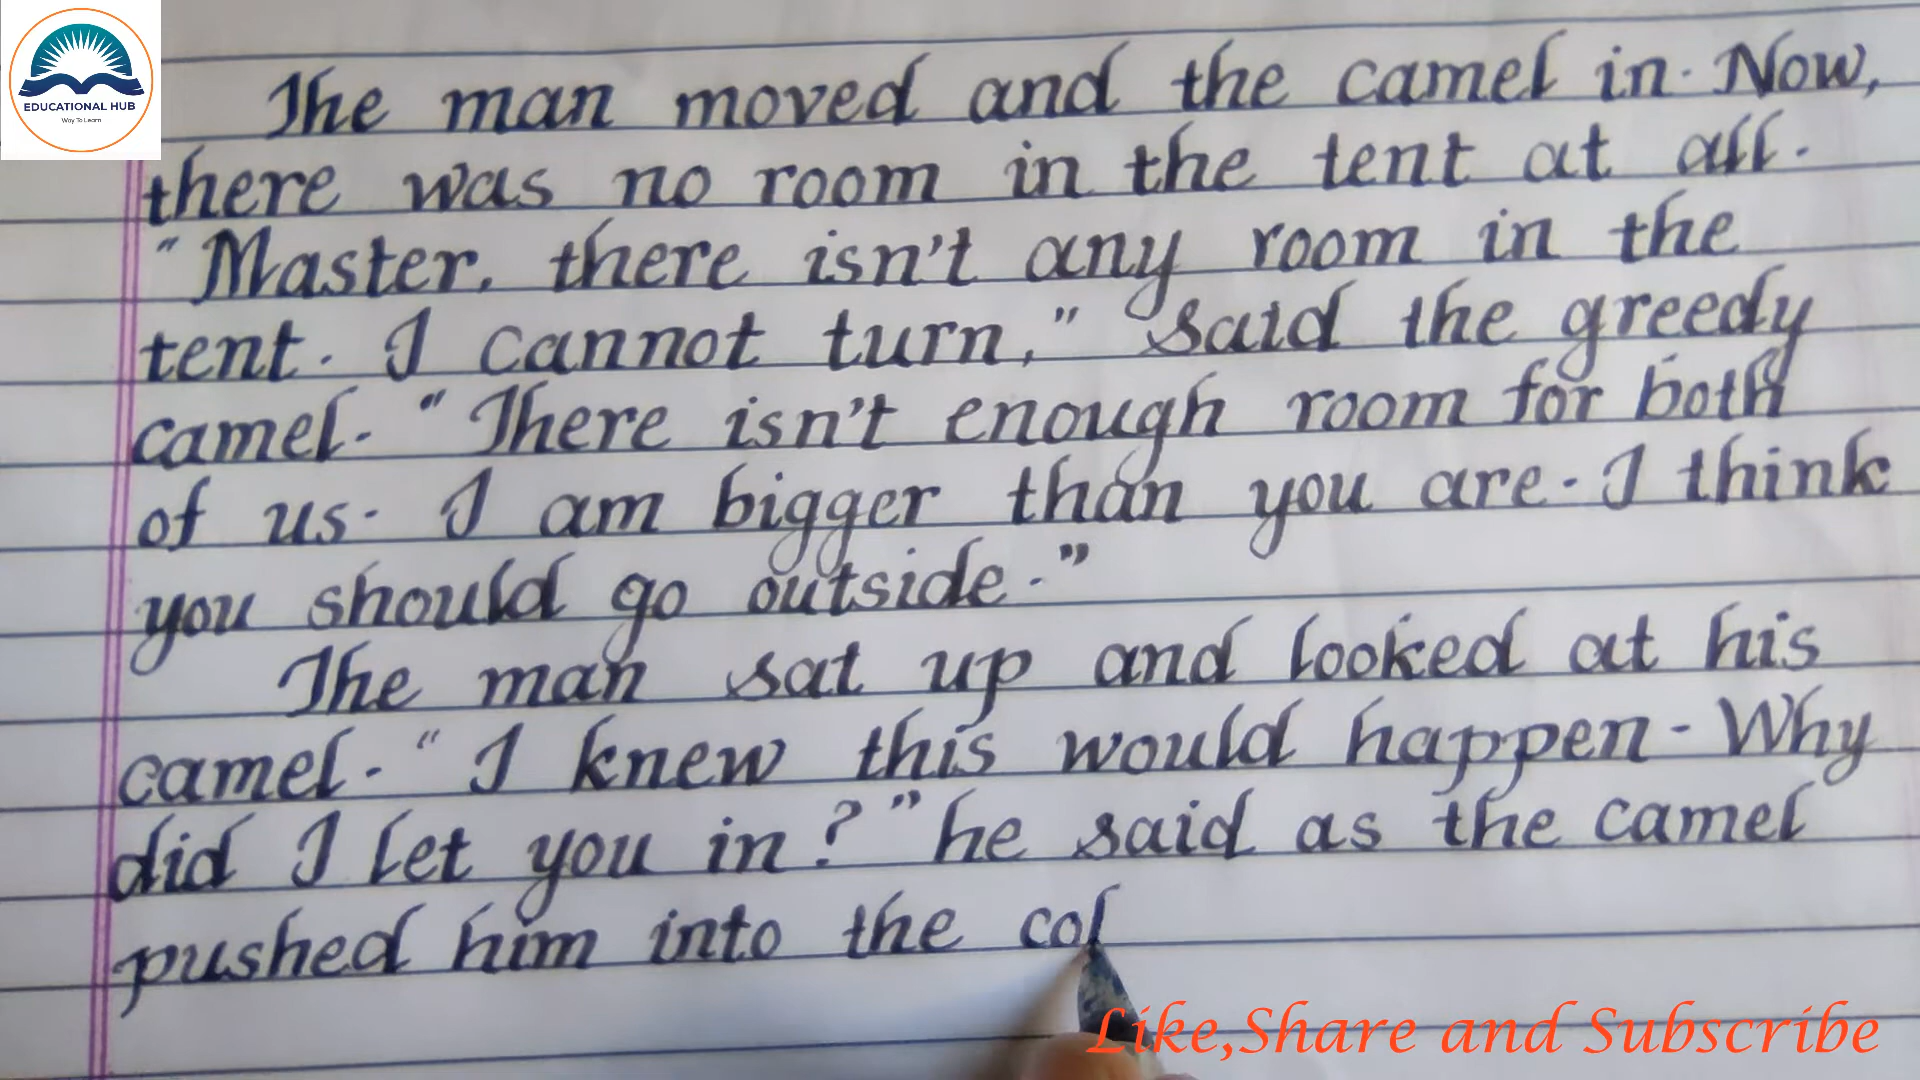 EDUCATIONAL HUB
Way To Learn
The man moved and the camel in. Now,
there was no room in the tent at all.
"Master, there isn't any room in the
tent. I cannot turn," said the greedy
camel. "There isn't enough room for both
of us. I am bigger than you are. I think
you should go outside."
The man sat up and looked at his
camel. "I knew this would happen. Why
did I let you in?" he said as the camel
pushed him into the col
Like,Share and Subscribe